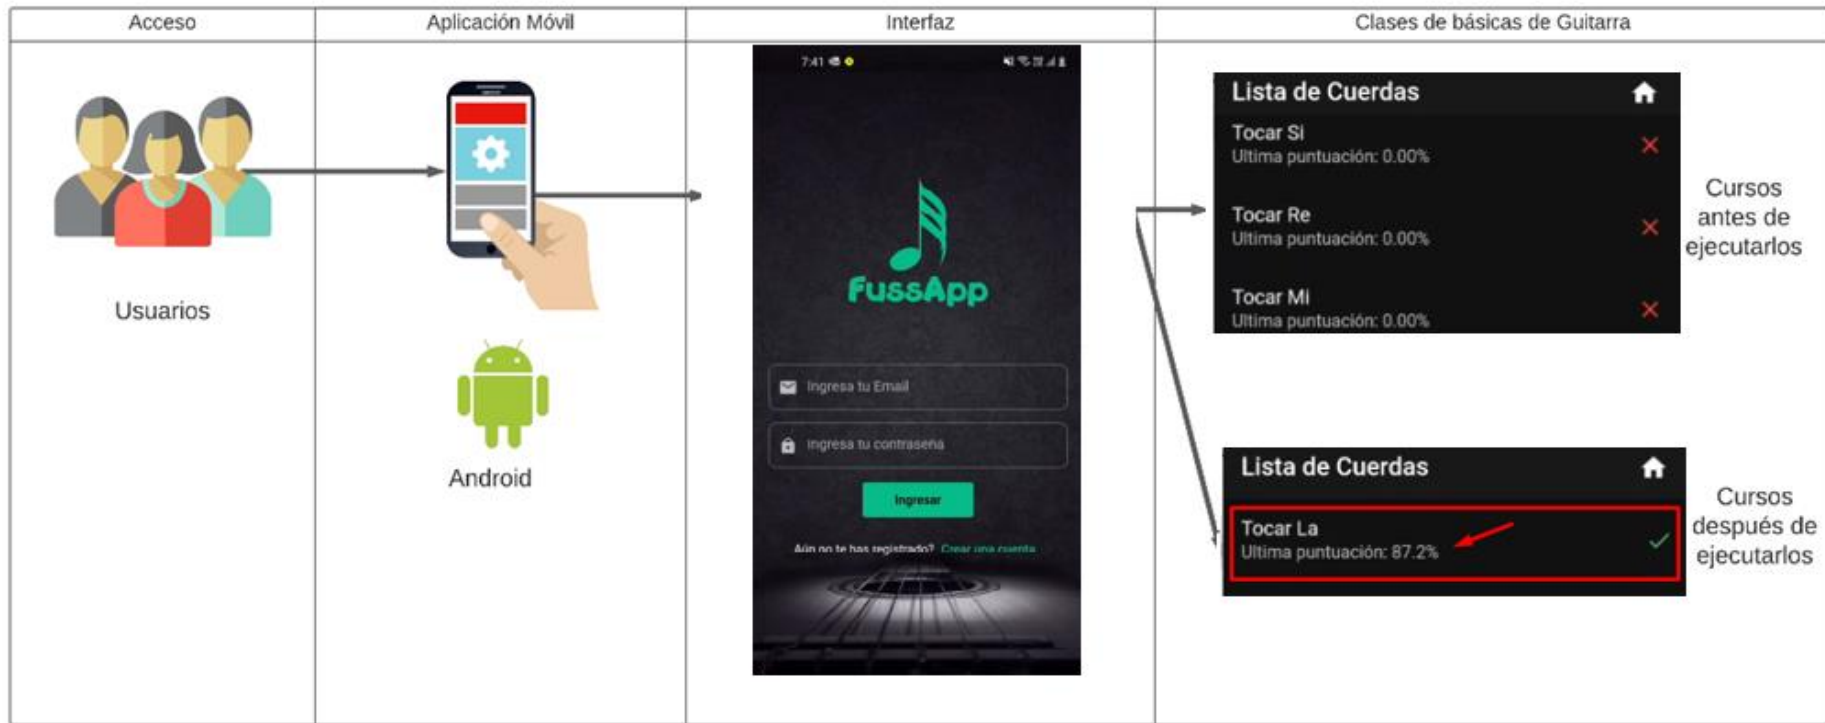 Acceso
Aplicación Móvil
Interfaz
Clases de básicas de Guitarra
Usuarios
Android
7:41
FussApp
Ingresa tu Email
Ingresa tu contraseña
Ingresar
Aún no te has registrado? Crear una cuenta
Lista de Cuerdas
Tocar Si
Ultima puntuación: 0.00%
Tocar Re
Ultima puntuación: 0.00%
Tocar Mi
Ultima puntuación: 0.00%
Cursos
antes de
ejecutarlos
Lista de Cuerdas
Tocar La
Ultima puntuación: 87.2%
Cursos
después de
ejecutarlos